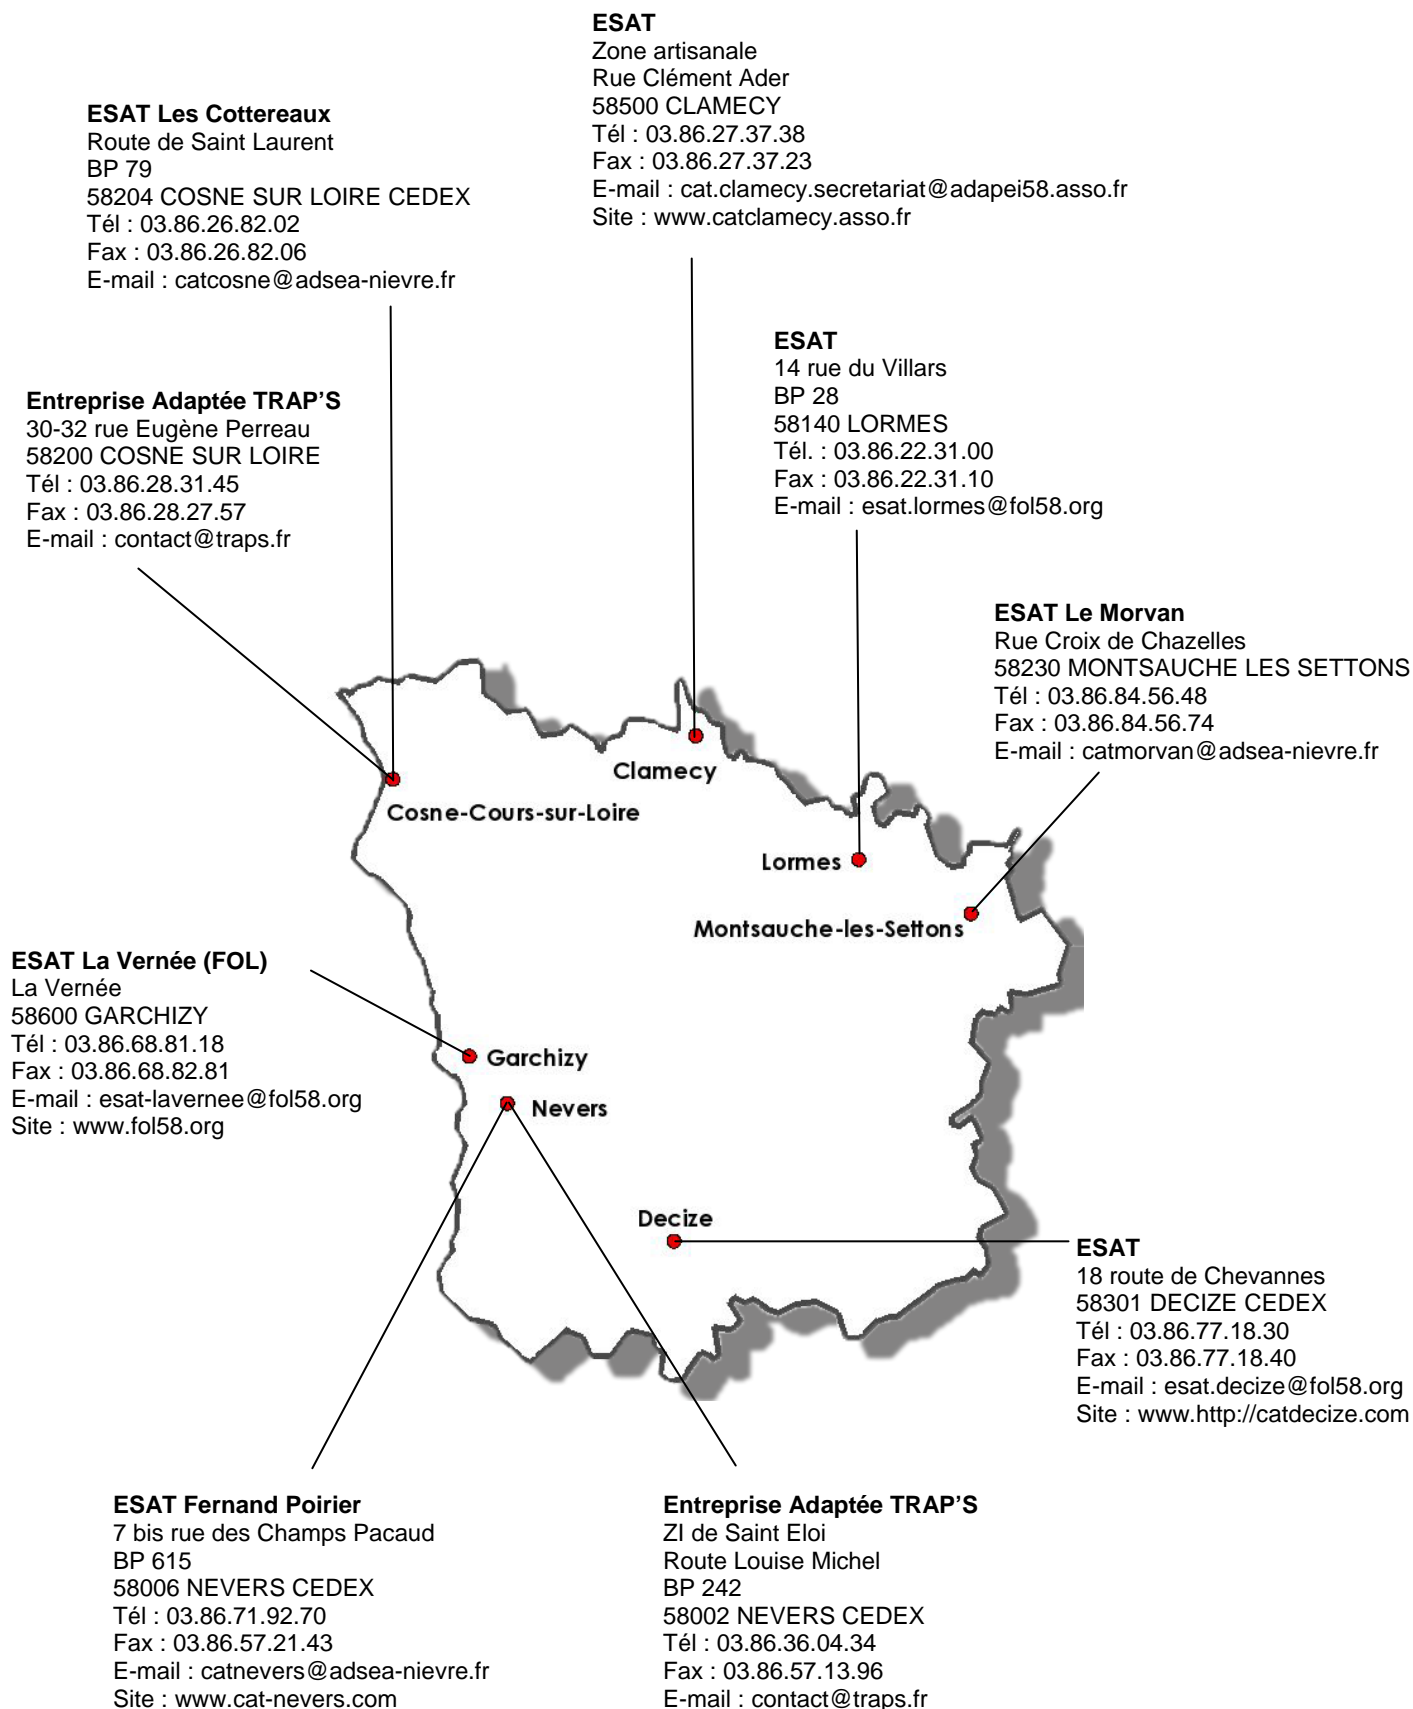 ESAT
Zone artisanale
Rue Clément Ader
58500 CLAMECY
Tél : 03.86.27.37.38
Fax : 03.86.27.37.23
E-mail : cat.clamecy.secretariat@adapei58.asso.fr
Site : www.catclamecy.asso.fr
ESAT Les Cottereaux
Route de Saint Laurent
BP 79
58204 COSNE SUR LOIRE CEDEX
Tél : 03.86.26.82.02
Fax : 03.86.26.82.06
E-mail : catcosne@adsea-nievre.fr
ESAT
14 rue du Villars
BP 28
58140 LORMES
Tél. : 03.86.22.31.00
Fax : 03.86.22.31.10
E-mail : esat.lormes@fol58.org
Entreprise Adaptée TRAP'S
30-32 rue Eugène Perreau
58200 COSNE SUR LOIRE
Tél : 03.86.28.31.45
Fax : 03.86.28.27.57
E-mail : contact@traps.fr
ESAT Le Morvan
Rue Croix de Chazelles
58230 MONTSAUCHE LES SETTONS
Tél : 03.86.84.56.48
Fax : 03.86.84.56.74
E-mail : catmorvan@adsea-nievre.fr
Clamecy
Cosne-Cours-sur-Loire
Lormes
Montsauche-les-Settons
ESAT La Vernée (FOL)
La Vernée
58600 GARCHIZY
Tél : 03.86.68.81.18
Fax : 03.86.68.82.81
E-mail : esat-lavernee@fol58.org
Site : www.fol58.org
Garchizy
Nevers
Decize
ESAT
18 route de Chevannes
58301 DECIZE CEDEX
Tél : 03.86.77.18.30
Fax : 03.86.77.18.40
E-mail : esat.decize@fol58.org
Site : www.http://catdecize.com
ESAT Fernand Poirier
7 bis rue des Champs Pacaud
BP 615
58006 NEVERS CEDEX
Tél : 03.86.71.92.70
Fax : 03.86.57.21.43
E-mail : catnevers@adsea-nievre.fr
Site : www.cat-nevers.com
Entreprise Adaptée TRAP'S
ZI de Saint Eloi
Route Louise Michel
BP 242
58002 NEVERS CEDEX
Tél : 03.86.36.04.34
Fax : 03.86.57.13.96
E-mail : contact@traps.fr